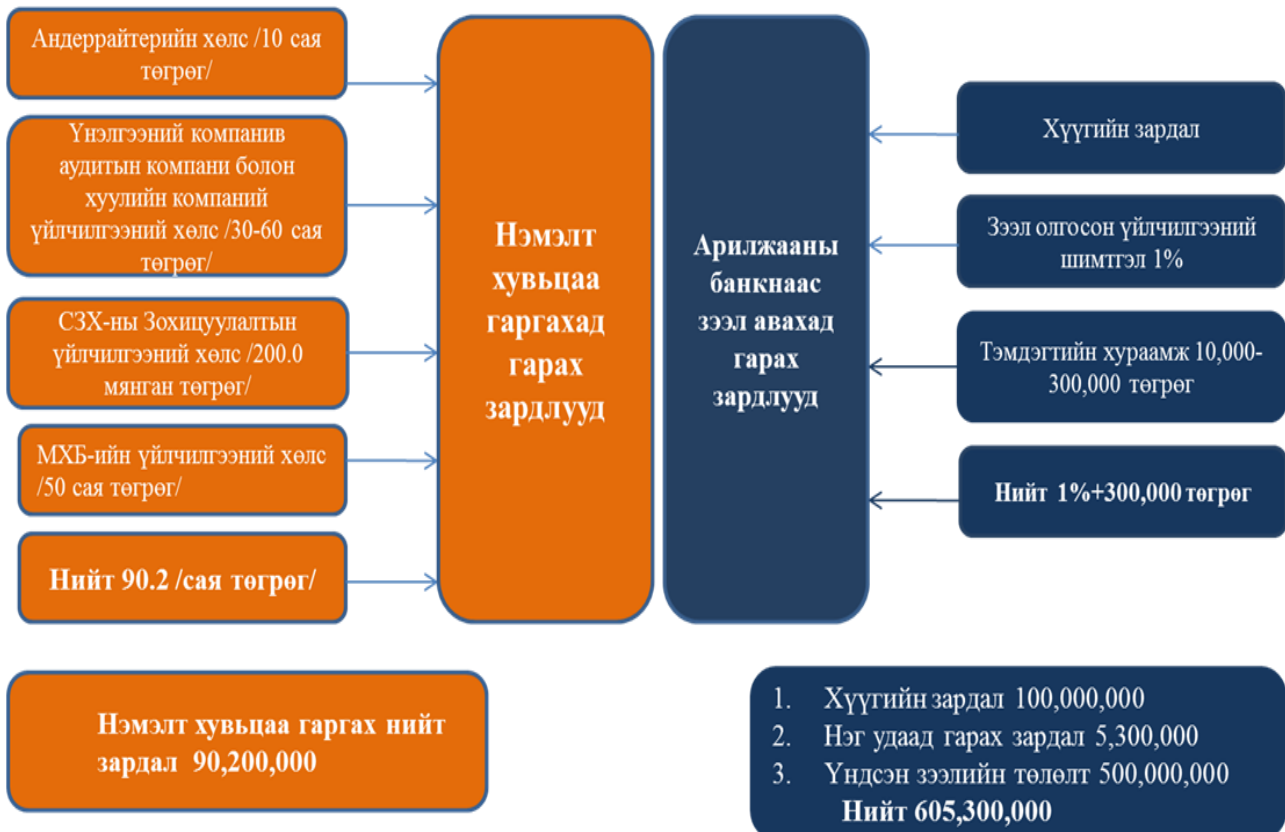 Андеррайтерийн хөлс /10 сая
төгрөг/
Үнэлгээний компанив
аудитын компани болон
хуулийн компаний
үйлчилгээний хөлс /30-60 сая
төгрөг/
СЗХ-ны Зохицуулалтын
үйлчилгээний хөлс /200.0
мянган төгрөг/
МХБ-ийн үйлчилгээний хөлс
/50 сая төгрөг/
Нийт 90.2 /сая төгрөг/
Нэмэлт
хувьцаа
гаргахад
гарах
зардлууд
Арилжааны
банкнаас
зээл авахад
гарах
зардлууд
Хүүгийн зардал
Зээл олгосон үйлчилгээний
шимтгэл 1%
Тэмдэгтийн хураамж 10,000-
300,000 төгрөг
Нийт 1%+300,000 төгрөг
Нэмэлт хувьцаа гаргах нийт
зардал 90,200,000
1. Хүүгийн зардал 100,000,000
2. Нэг удаад гарах зардал 5,300,000
3. Үндсэн зээлийн төлөлт 500,000,000
Нийт 605,300,000